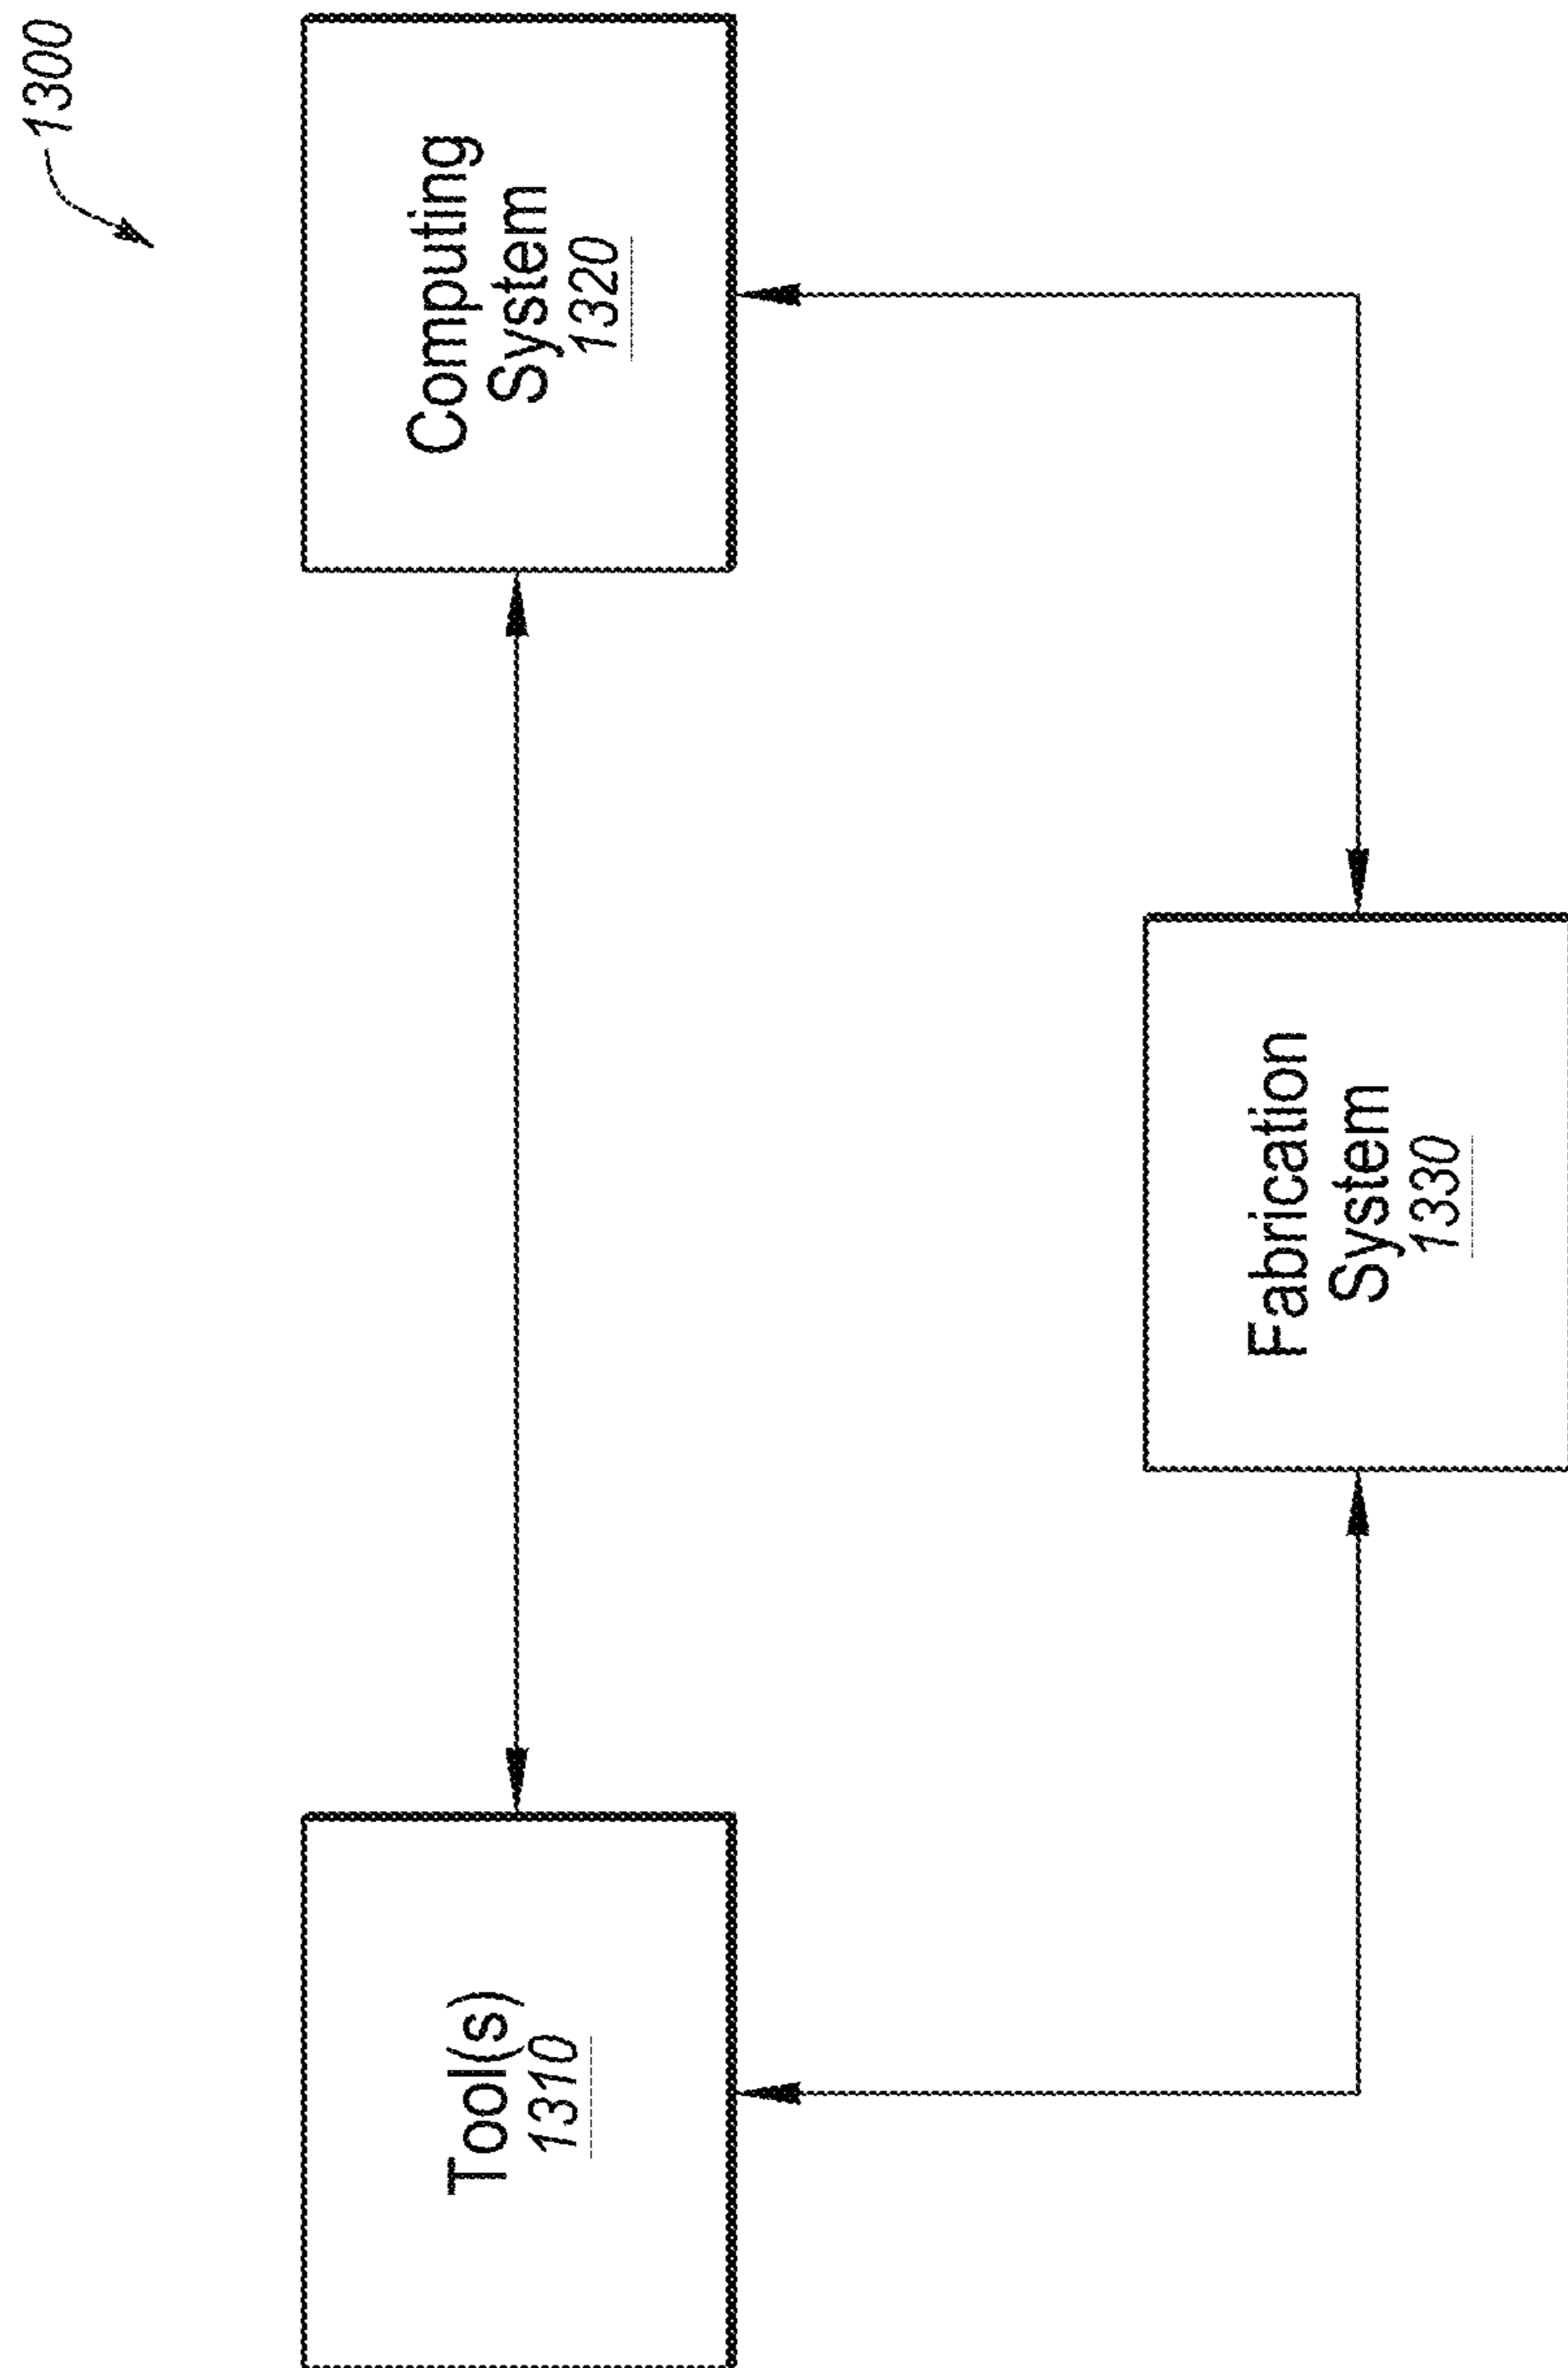 1300
Tool(s)
1310
Computing
System
1320
Fabrication
System
1330